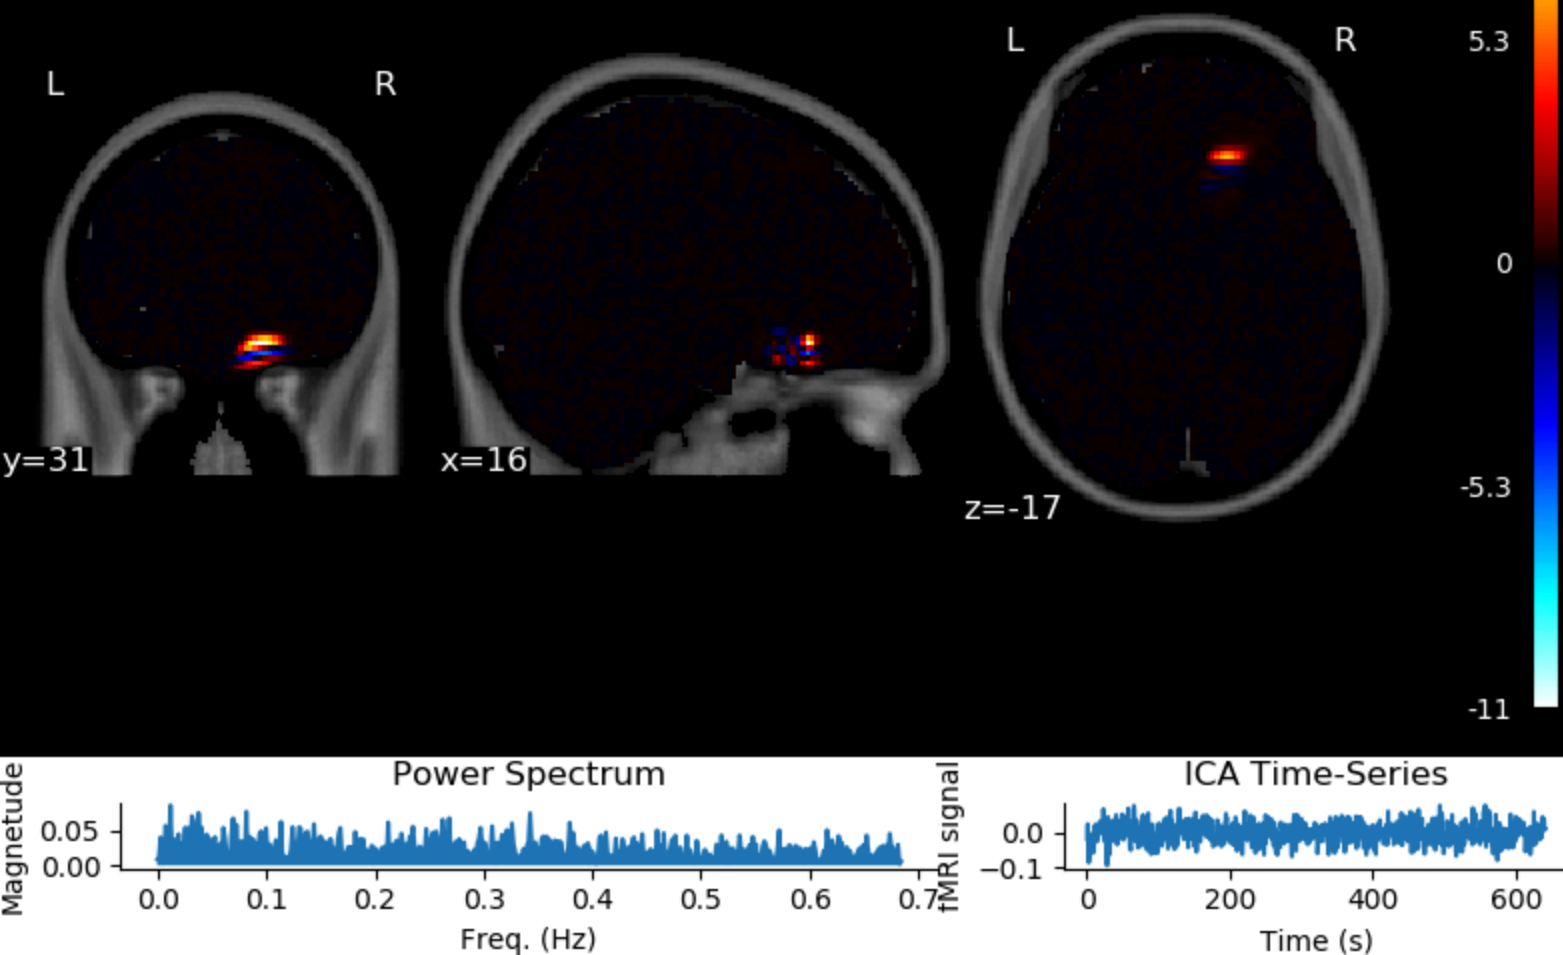 L R
y=31
x=16
L R
z=-17
5.3
0
-5.3
-11
Power Spectrum
Magnetude
0.05
0.00
0.0 0.1 0.2 0.3 0.4 0.5 0.6 0.7
Freq. (Hz)
ICA Time-Series
fMRI signal
0.0
−0.1
0 200 400 600
Time (s)